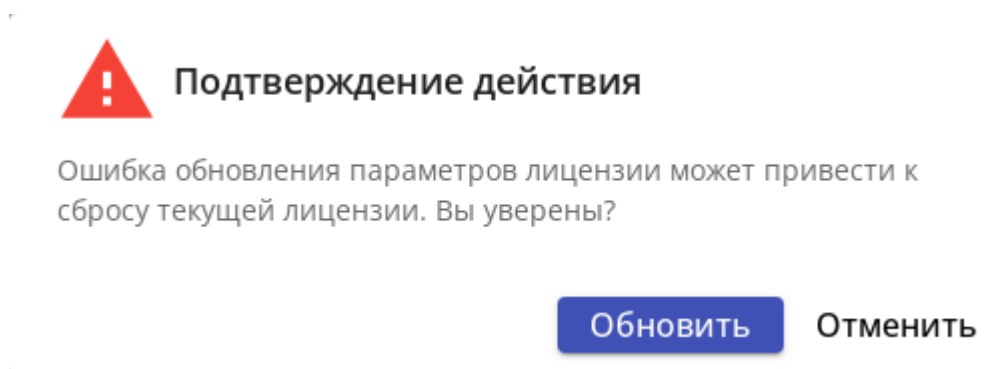 Подтверждение действия
Ошибка обновления параметров лицензии может привести к
сбросу текущей лицензии. Вы уверены?
Обновить Отменить